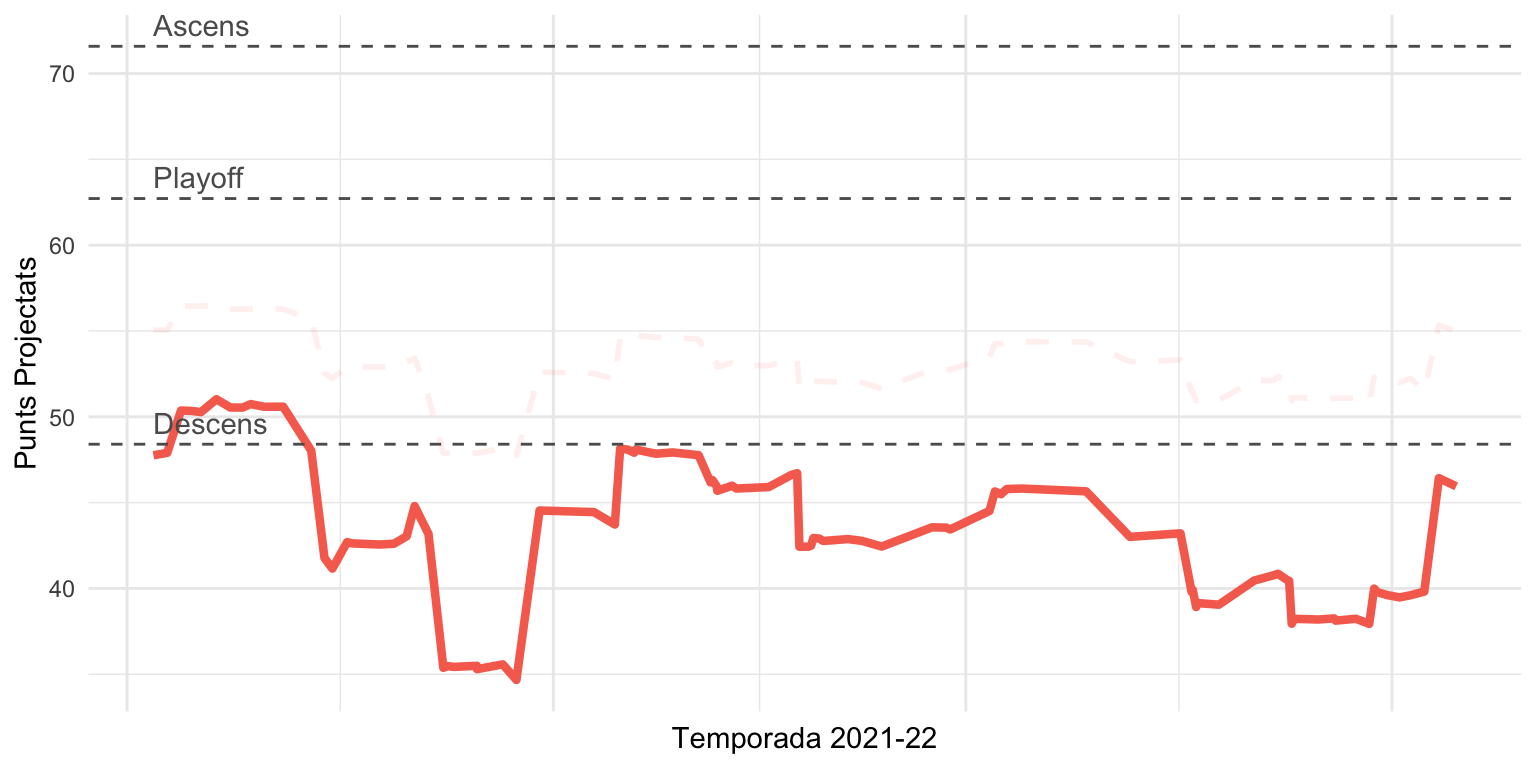 Ascens
70
Playoff
60
Punts Projectats
50
Descens
40
Temporada 2021-22